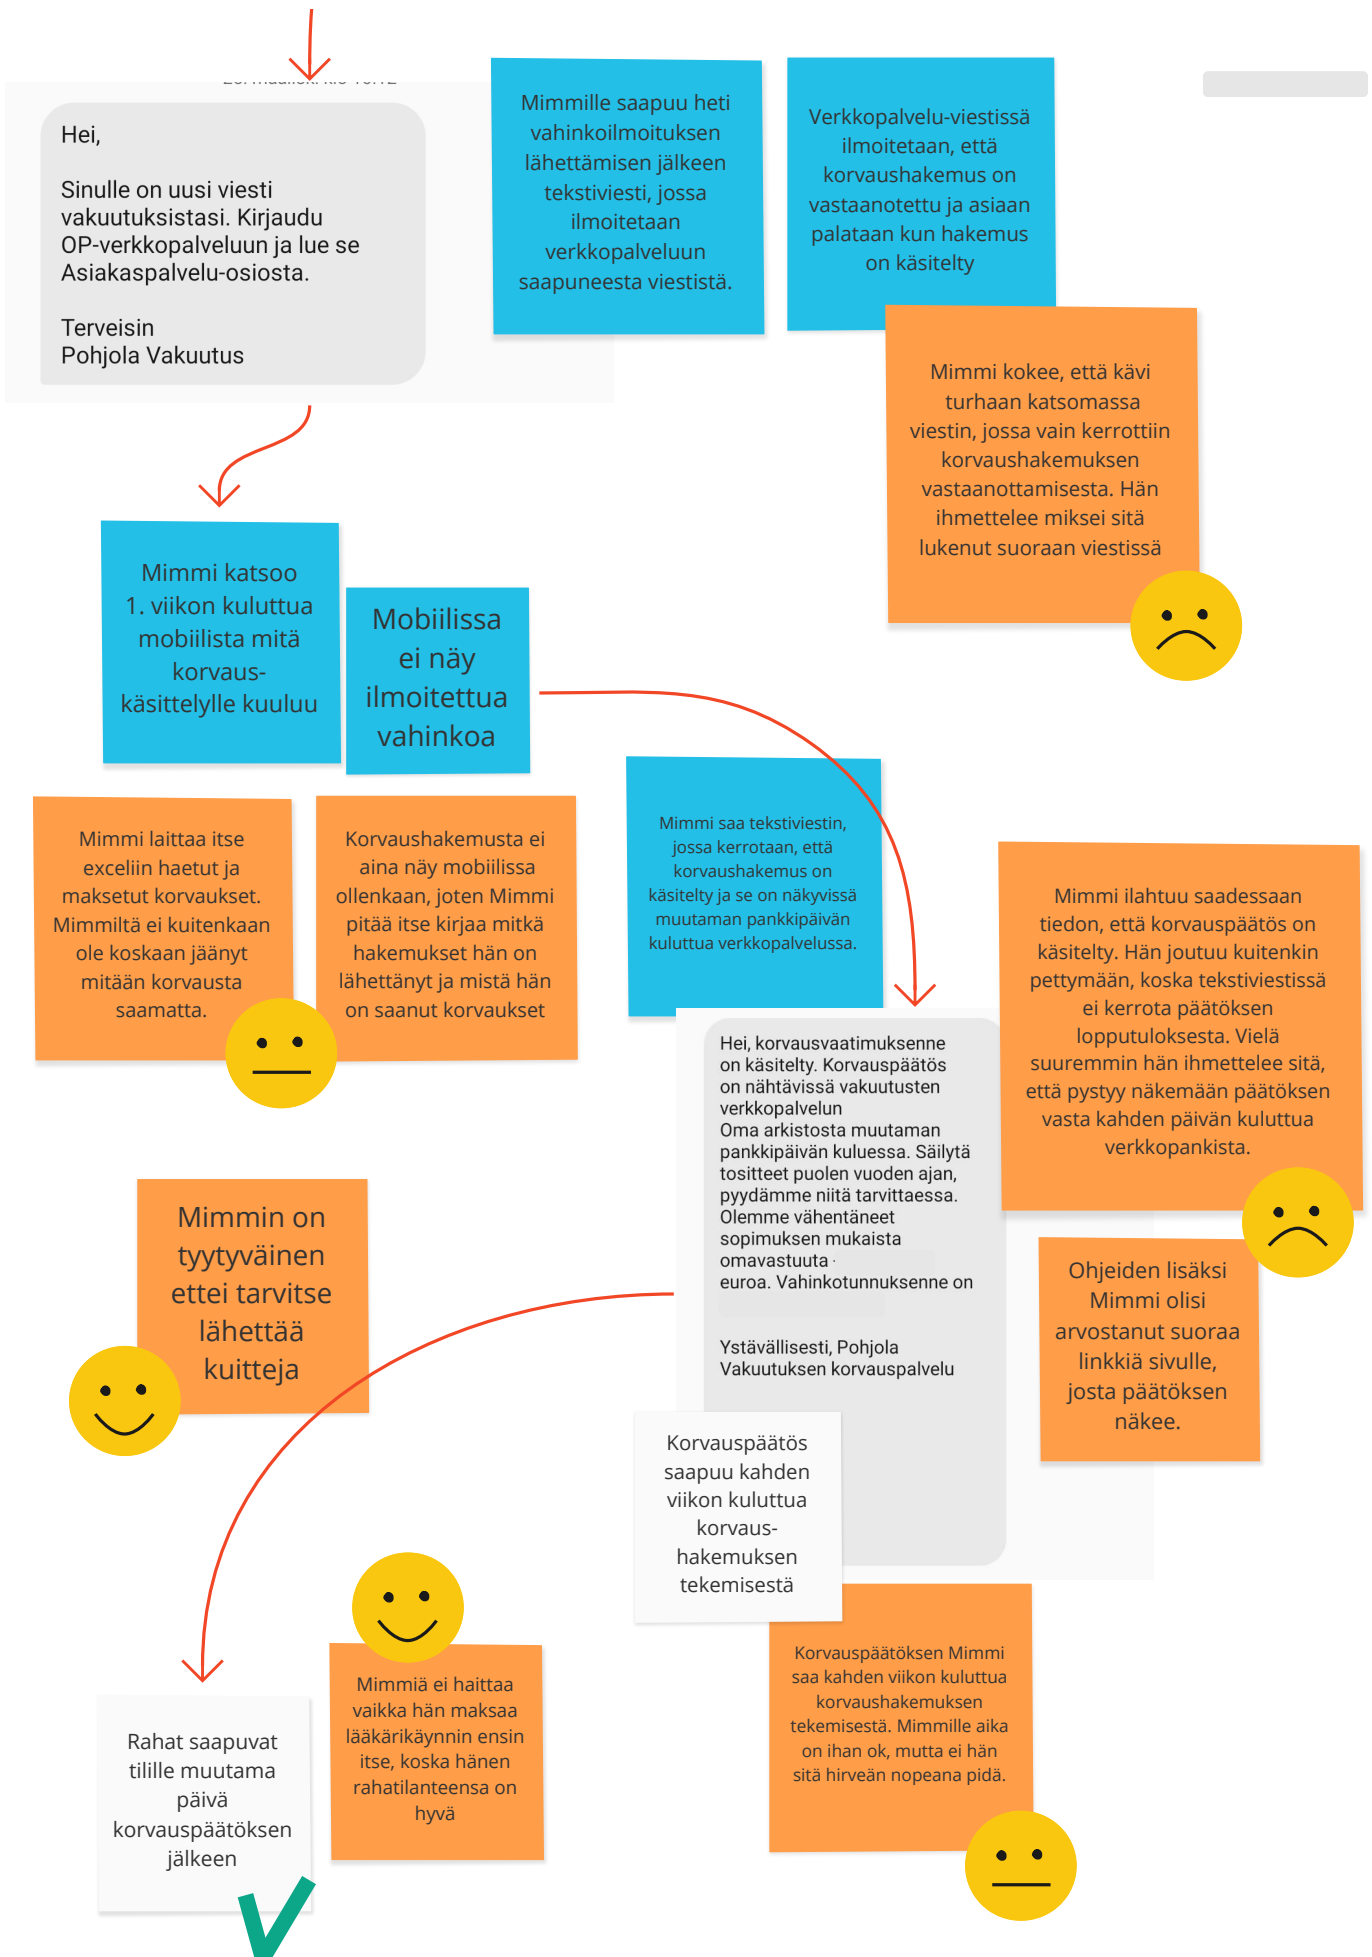 Hei,
Sinulle on uusi viesti
vakuutuksistasi. Kirjaudu
OP-verkkopalveluun ja lue se
Asiakaspalvelu-osiosta.
Terveisin
Pohjola Vakuutus
Mimmille saapuu heti
vahinkoilmoituksen
lähettämisen jälkeen
tekstiviesti, jossa
ilmoitetaan
verkkopalveluun
saapuneesta viestistä.
Verkkopalvelu-viestissä
ilmoitetaan, että
korvaushakemus on
vastaanotettu ja asiaan
palataan kun hakemus
on käsitelty
Mimmi kokee, että kävi
turhaan katsomassa
viestin, jossa vain kerrottiin
korvaushakemuksen
vastaanottamisesta. Hän
ihmettelee miksei sitä
lukenut suoraan viestissä
Mimmi katsoo
1. viikon kuluttua
mobiilista mitä
korvaus-
käsittelylle kuuluu
Mobiilissa
ei näy
ilmoitettua
vahinkoa
Mimmi laittaa itse
exceliin haetut ja
maksetut korvaukset.
Mimmiltä ei kuitenkaan
ole koskaan jäänyt
mitään korvausta
saamatta.
Korvaushakemusta ei
aina näy mobiilissa
ollenkaan, joten Mimmi
pitää itse kirjaa mitkä
hakemukset hän on
lähettänyt ja mistä hän
on saanut korvaukset
Mimmi saa tekstiviestin,
jossa kerrotaan, että
korvaushakemus on
käsitelty ja se on näkyvissä
muutaman pankkipäivän
kuluttua verkkopalvelussa.
Mimmi ilahtuu saadessaan
tiedon, että korvauspäätös on
käsitelty. Hän joutuu kuitenkin
pettymään, koska tekstiviestissä
ei kerrota päätöksen
lopputuloksesta. Vielä
suuremmin hän ihmettelee sitä,
että pystyy näkemään päätöksen
vasta kahden päivän kuluttua
verkkopankista.
Hei, korvausvaatimuksenne
on käsitelty. Korvauspäätös
on nähtävissä vakuutusten
verkkopalvelun
Oma arkistosta muutaman
pankkipäivän kuluessa. Säilytä
tositteet puolen vuoden ajan,
pyydämme niitä tarvittaessa.
Olemme vähentäneet
sopimuksen mukaista
omavastuuta
euroa. Vahinkotunnuksenne on
Ystävällisesti, Pohjola
Vakuutuksen korvauspalvelu
Ohjeiden lisäksi
Mimmi olisi
arvostanut suoraa
linkkiä sivulle,
josta päätöksen
näkee.
Mimmin on
tyytyväinen
ettei tarvitse
lähettää
kuitteja
Korvauspäätös
saapuu kahden
viikon kuluttua
korvaus-
hakemuksen
tekemisestä
Korvauspäätöksen Mimmi
saa kahden viikon kuluttua
korvaushakemuksen
tekemisestä. Mimmille aika
on ihan ok, mutta ei hän
sitä hirveän nopeana pidä.
Mimmiä ei haittaa
vaikka hän maksaa
lääkärikäynnin ensin
itse, koska hänen
rahatilanteensa on
hyvä
Rahat saapuvat
tilille muutama
päivä
korvauspäätöksen
jälkeen